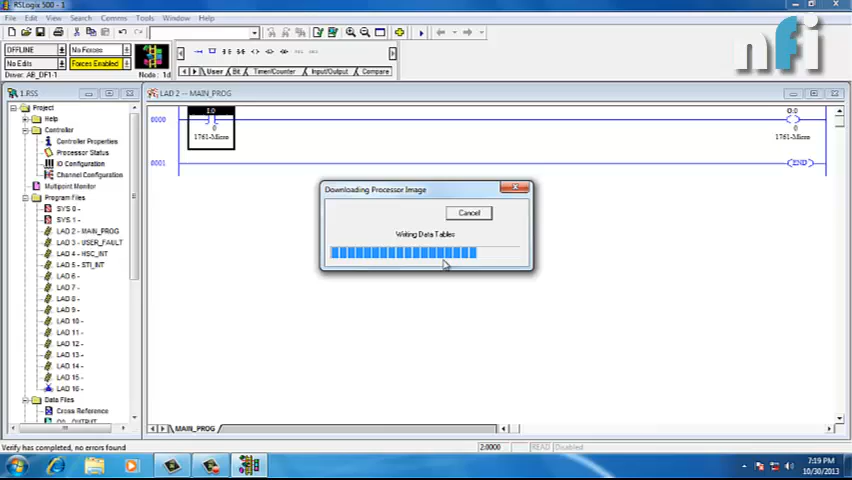 RSLogix 500 - 1
File View Search Comms Tools Window Help
OFFLINE No Forces
No Edits Forces Enabled
Driver: AB_DF1-1 Node: 1d
User Bit Timer/Counter Input/Output Compare
nfi
1.RSS
Project
Help
Controller
Controller Properties
Processor Status
IO Configuration
Channel Configuration
Multipoint Monitor
Program Files
SYS 0 -
SYS 1 -
LAD 2 - MAIN_PROG
LAD 3 - USER_FAULT
LAD 4 - HSC_INT
LAD 5 - STI_INT
LAD 6 -
LAD 7 -
LAD 8 -
LAD 9 -
LAD 10 -
LAD 11 -
LAD 12 -
LAD 13 -
LAD 14 -
LAD 15 -
LAD 16 -
Data Files
Cross Reference
LAD 2 -- MAIN_PROG
0000
I:0
0
1761-Micro
O:0
0
1761-Micro
0001
END
Downloading Processor Image
Cancel
Writing Data Tables
MAIN_PROG
Verify has completed, no errors found
2:0000
READ Disabled
7:19 PM
10/30/2013